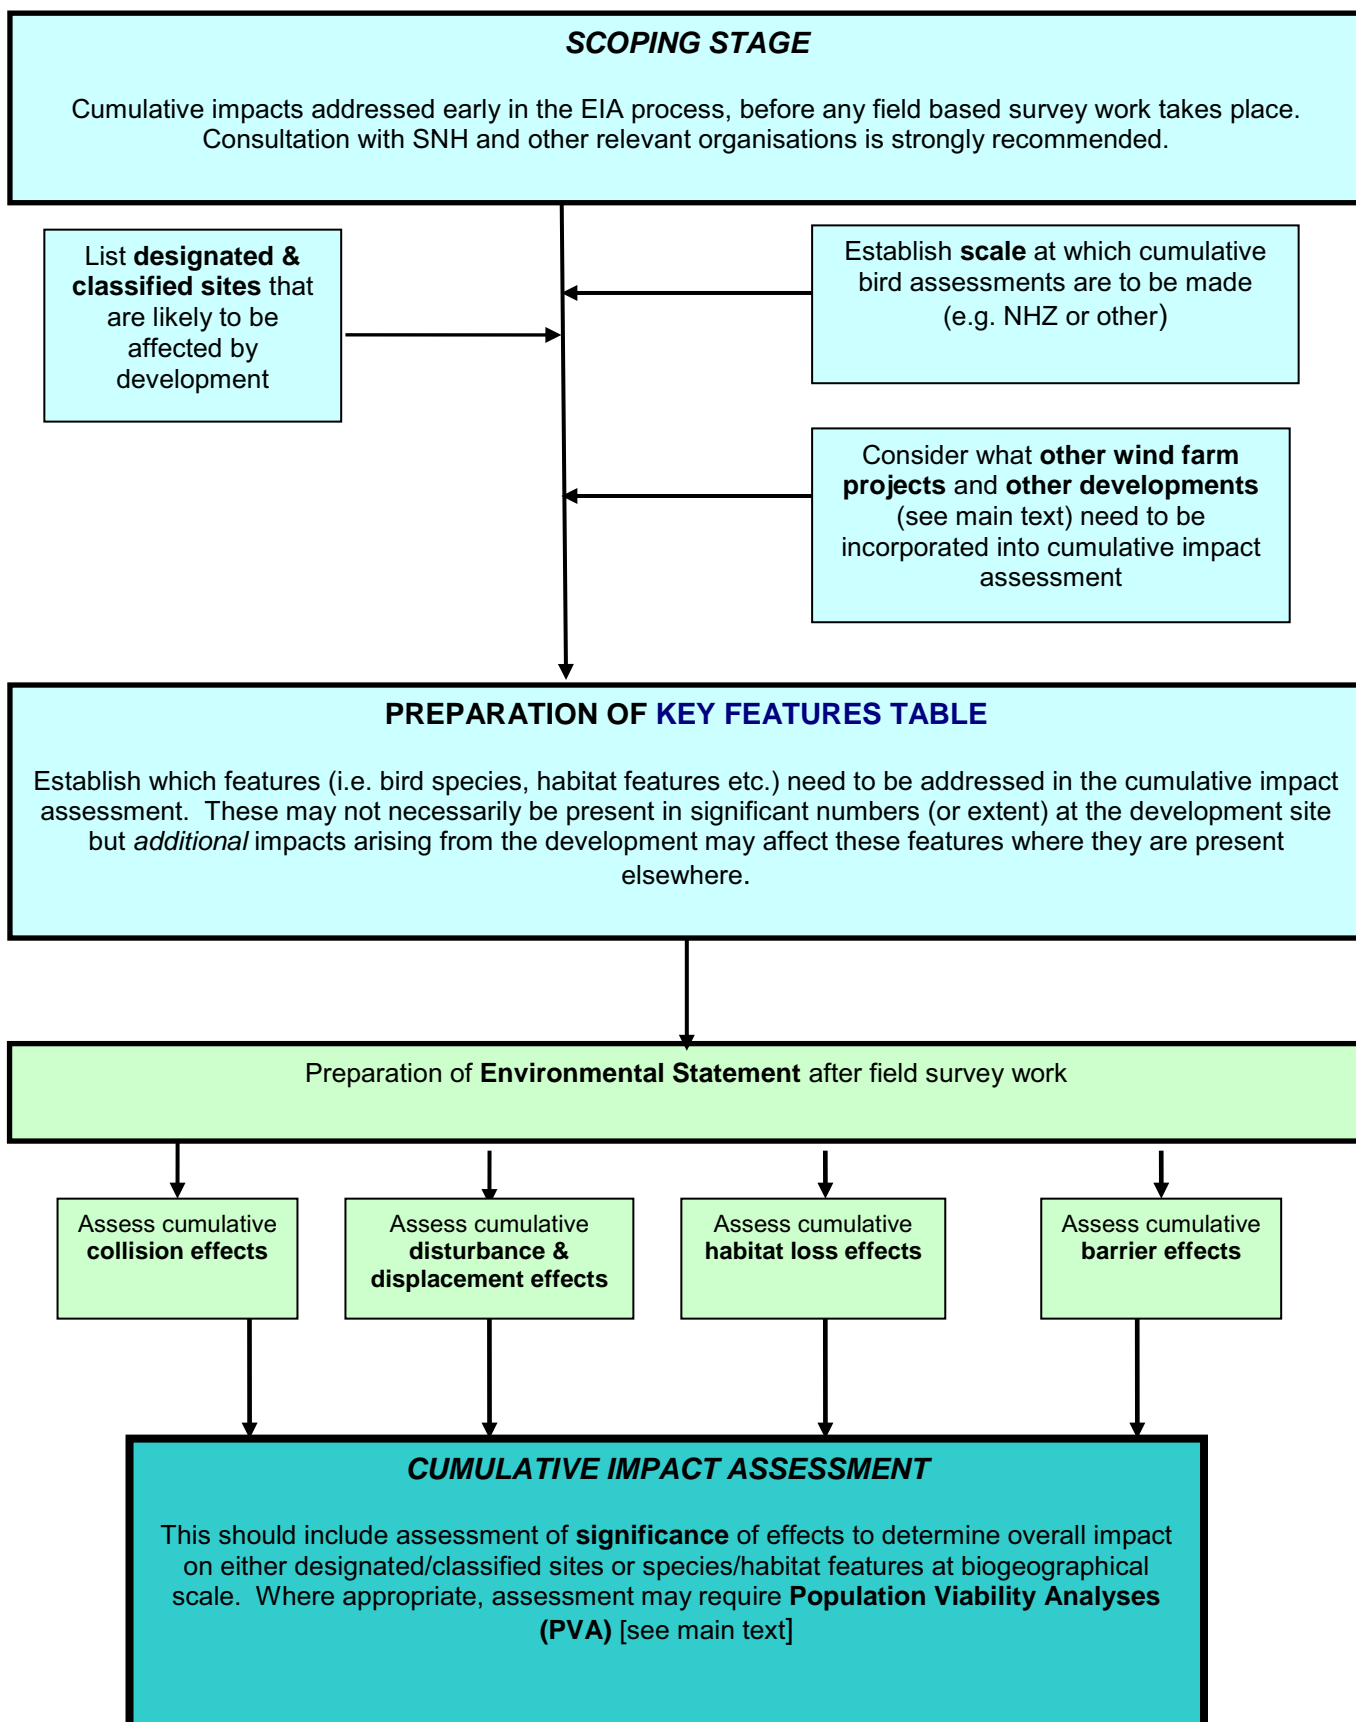 SCOPING STAGE
Cumulative impacts addressed early in the EIA process, before any field based survey work takes place.
Consultation with SNH and other relevant organisations is strongly recommended.
List designated &
classified sites that
are likely to be
affected by
development
Establish scale at which cumulative
bird assessments are to be made
(e.g. NHZ or other)
Consider what other wind farm
projects and other developments
(see main text) need to be
incorporated into cumulative impact
assessment
PREPARATION OF KEY FEATURES TABLE
Establish which features (i.e. bird species, habitat features etc.) need to be addressed in the cumulative impact
assessment.  These may not necessarily be present in significant numbers (or extent) at the development site
but additional impacts arising from the development may affect these features where they are present
elsewhere.
Preparation of Environmental Statement after field survey work
Assess cumulative
collision effects
Assess cumulative
disturbance &
displacement effects
Assess cumulative
habitat loss effects
Assess cumulative
barrier effects
CUMULATIVE IMPACT ASSESSMENT
This should include assessment of significance of effects to determine overall impact
on either designated/classified sites or species/habitat features at biogeographical
scale.  Where appropriate, assessment may require Population Viability Analyses
(PVA) [see main text]